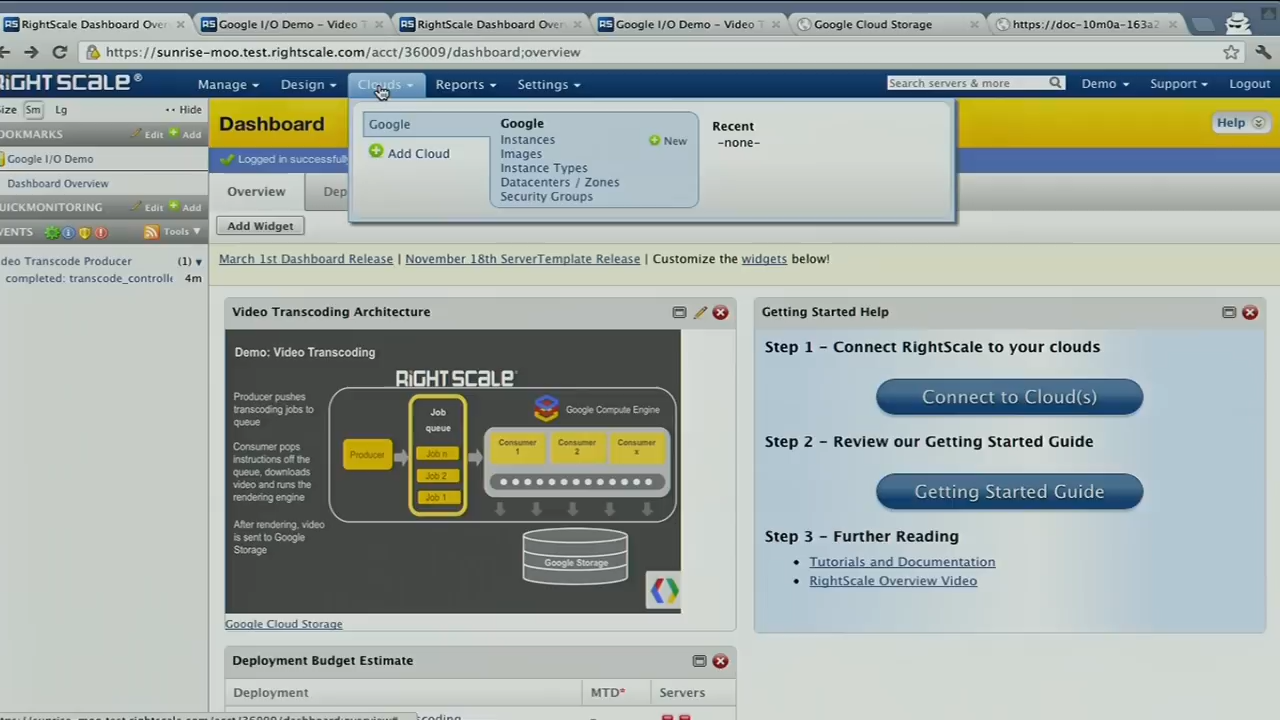 RightScale Dashboard Over
Google I/O Demo – Video T
RightScale Dashboard Over
Google I/O Demo – Video T
Google Cloud Storage
https://doc-10m0a-163a2
https://sunrise-moo.test.rightscale.com/acct/36009/dashboard;overview
RIGHTSCALE®
Manage
Design
Clouds
Reports
Settings
Search servers & more
Demo
Support
Logout
Size Sm Lg
Hide
BOOKMARKS Edit Add
Google I/O Demo
Dashboard Overview
QUICKMONITORING Edit Add
EVENTS Tools
Video Transcode Producer (1)
completed: transcode_controlle 4m
Dashboard
Help
Logged in successfull
Overview
Dep
Add Widget
Google
Add Cloud
Google
Instances
New
Images
Instance Types
Datacenters / Zones
Security Groups
Recent
-none-
March 1st Dashboard Release | November 18th ServerTemplate Release | Customize the widgets below!
Video Transcoding Architecture
Demo: Video Transcoding
RIGHTSCALE®
Producer pushes
transcoding jobs to
queue
Consumer pops
instructions off the
queue, downloads
video and runs the
rendering engine
After rendering, video
is sent to Google
Storage
Producer
Job
queue
Job n
Job 2
Job 1
Google Compute Engine
Consumer
1
Consumer
2
Consumer
x
Google Storage
Google Cloud Storage
Getting Started Help
Step 1 – Connect RightScale to your clouds
Connect to Cloud(s)
Step 2 – Review our Getting Started Guide
Getting Started Guide
Step 3 – Further Reading
• Tutorials and Documentation
• RightScale Overview Video
Deployment Budget Estimate
Deployment MTD* Servers